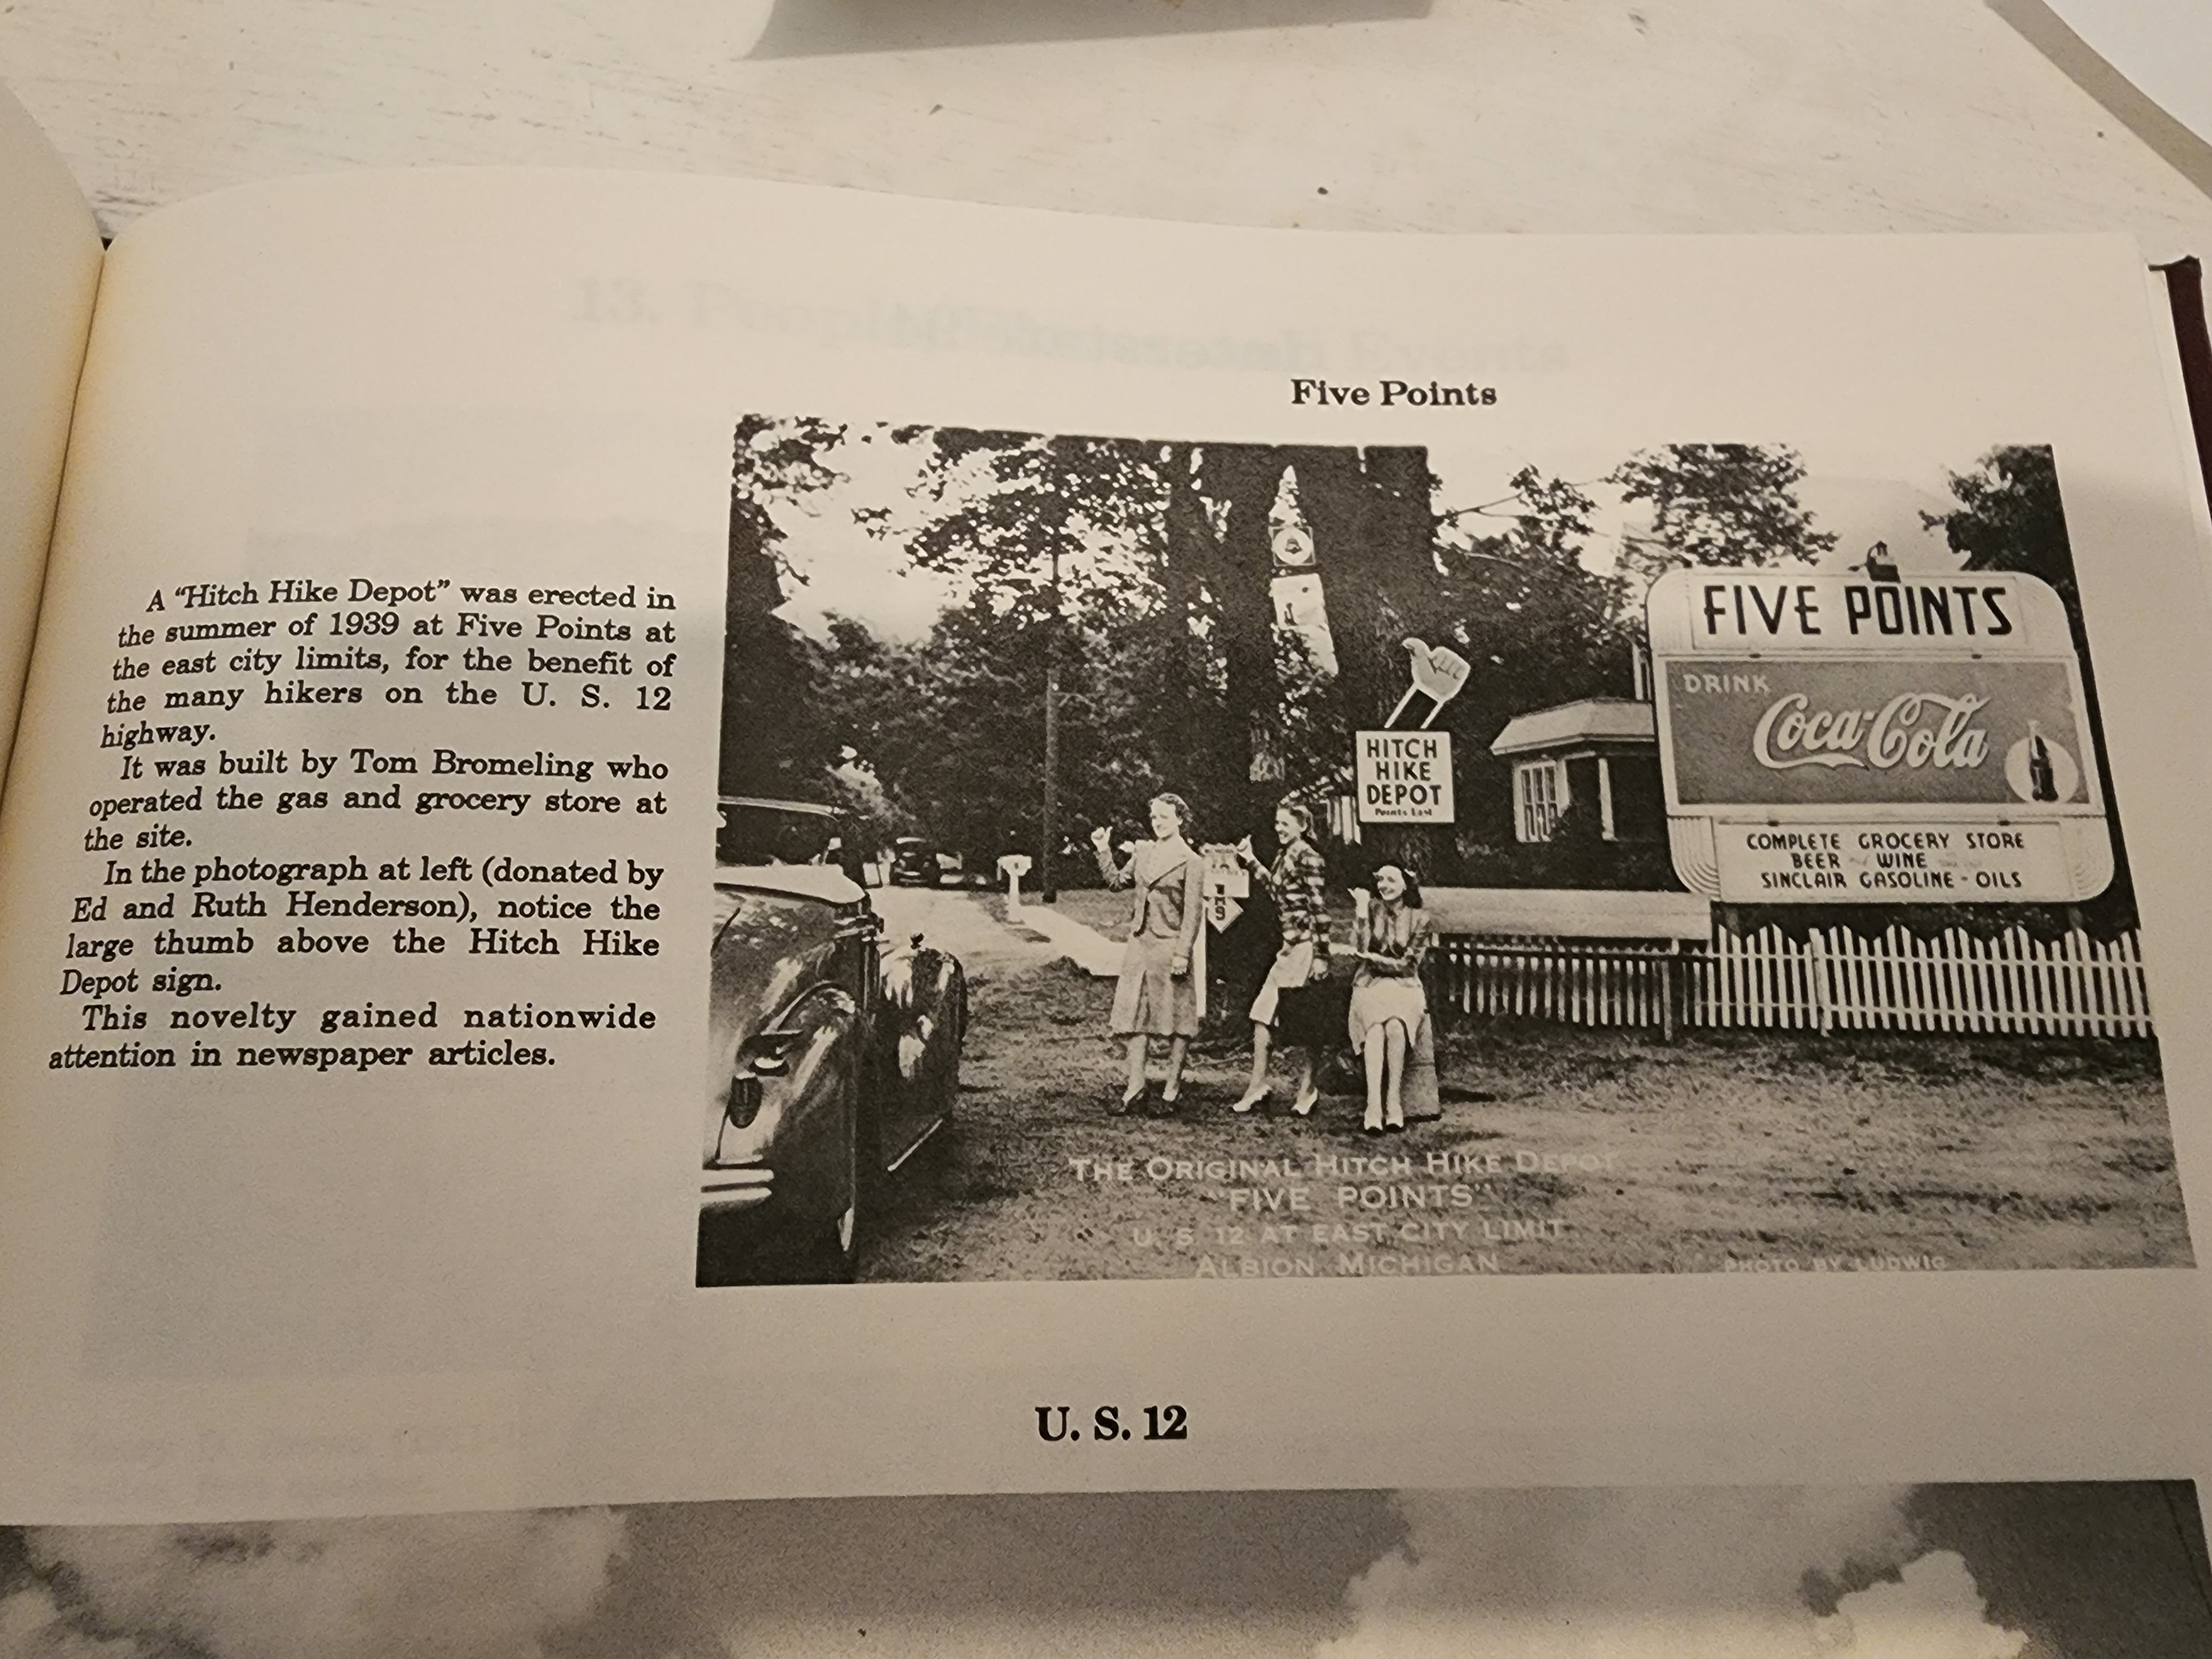 Five Points
A "Hitch Hike Depot" was erected in
the summer of 1939 at Five Points at
the east city limits, for the benefit of
the many hikers on the U. S. 12
highway.
It was built by Tom Bromeling who
operated the gas and grocery store at
the site.
In the photograph at left (donated by
Ed and Ruth Henderson), notice the
large thumb above the Hitch Hike
Depot sign.
This novelty gained nationwide
attention in newspaper articles.
FIVE POINTS
DRINK
Coca-Cola
COMPLETE GROCERY STORE
BEER WINE
SINCLAIR GASOLINE - OILS
HITCH
HIKE
DEPOT
Points East
THE ORIGINAL HITCH HIKE DEPOT
"FIVE POINTS"
U. S. 12 AT EAST CITY LIMIT
ALBION, MICHIGAN
PHOTO BY LUDWIG
U. S. 12